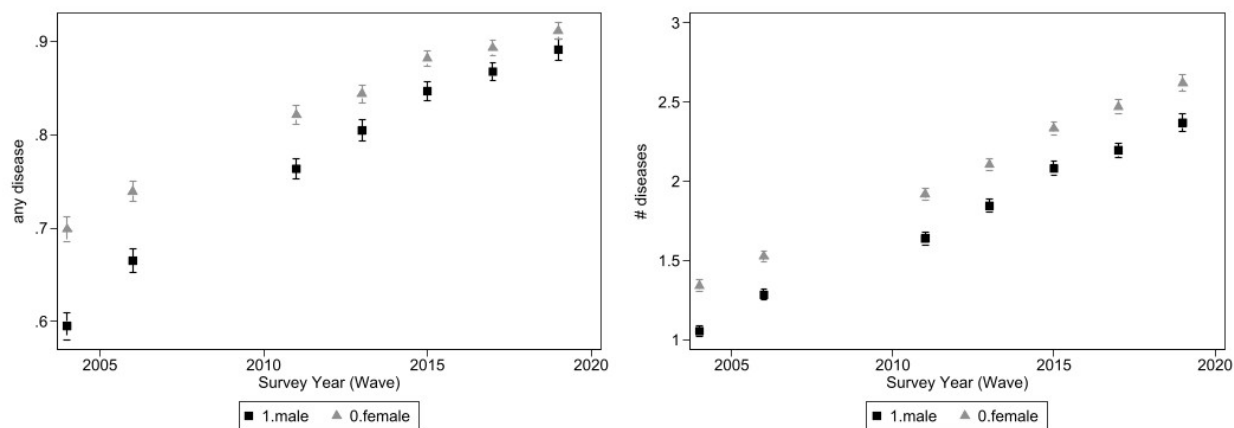 any disease
.9
.8
.7
.6
2005 2010 2015 2020
Survey Year (Wave)
1.male 0.female
# diseases
3
2.5
2
1.5
1
2005 2010 2015 2020
Survey Year (Wave)
1.male 0.female